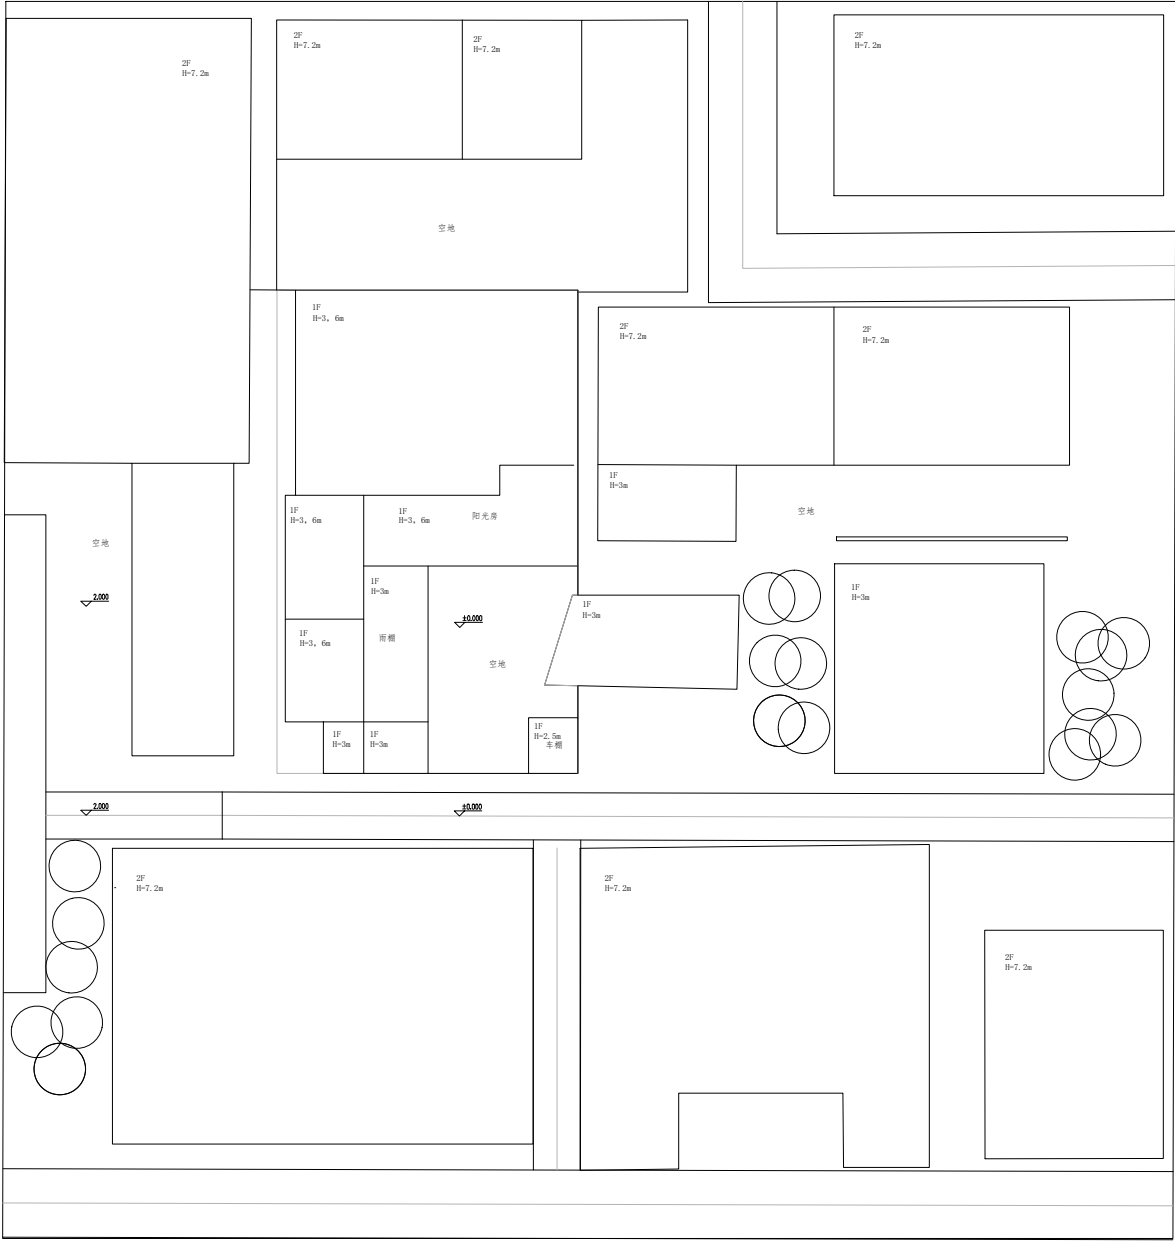 2F
H=7.2m
2F
H=7.2m
2F
H=7.2m
2F
H=7.2m
空地
1F
H=3, 6m
2F
H=7.2m
2F
H=7.2m
1F
H=3m
1F
H=3, 6m
1F
H=3, 6m
阳光房
空地
空地
2.000
1F
H=3m
1F
H=3m
1F
H=3m
±0.000
1F
H=3, 6m
雨棚
空地
1F
H=3m
1F
H=3m
1F
H=2.5m
车棚
2.000
±0.000
2F
H=7.2m
2F
H=7.2m
2F
H=7.2m